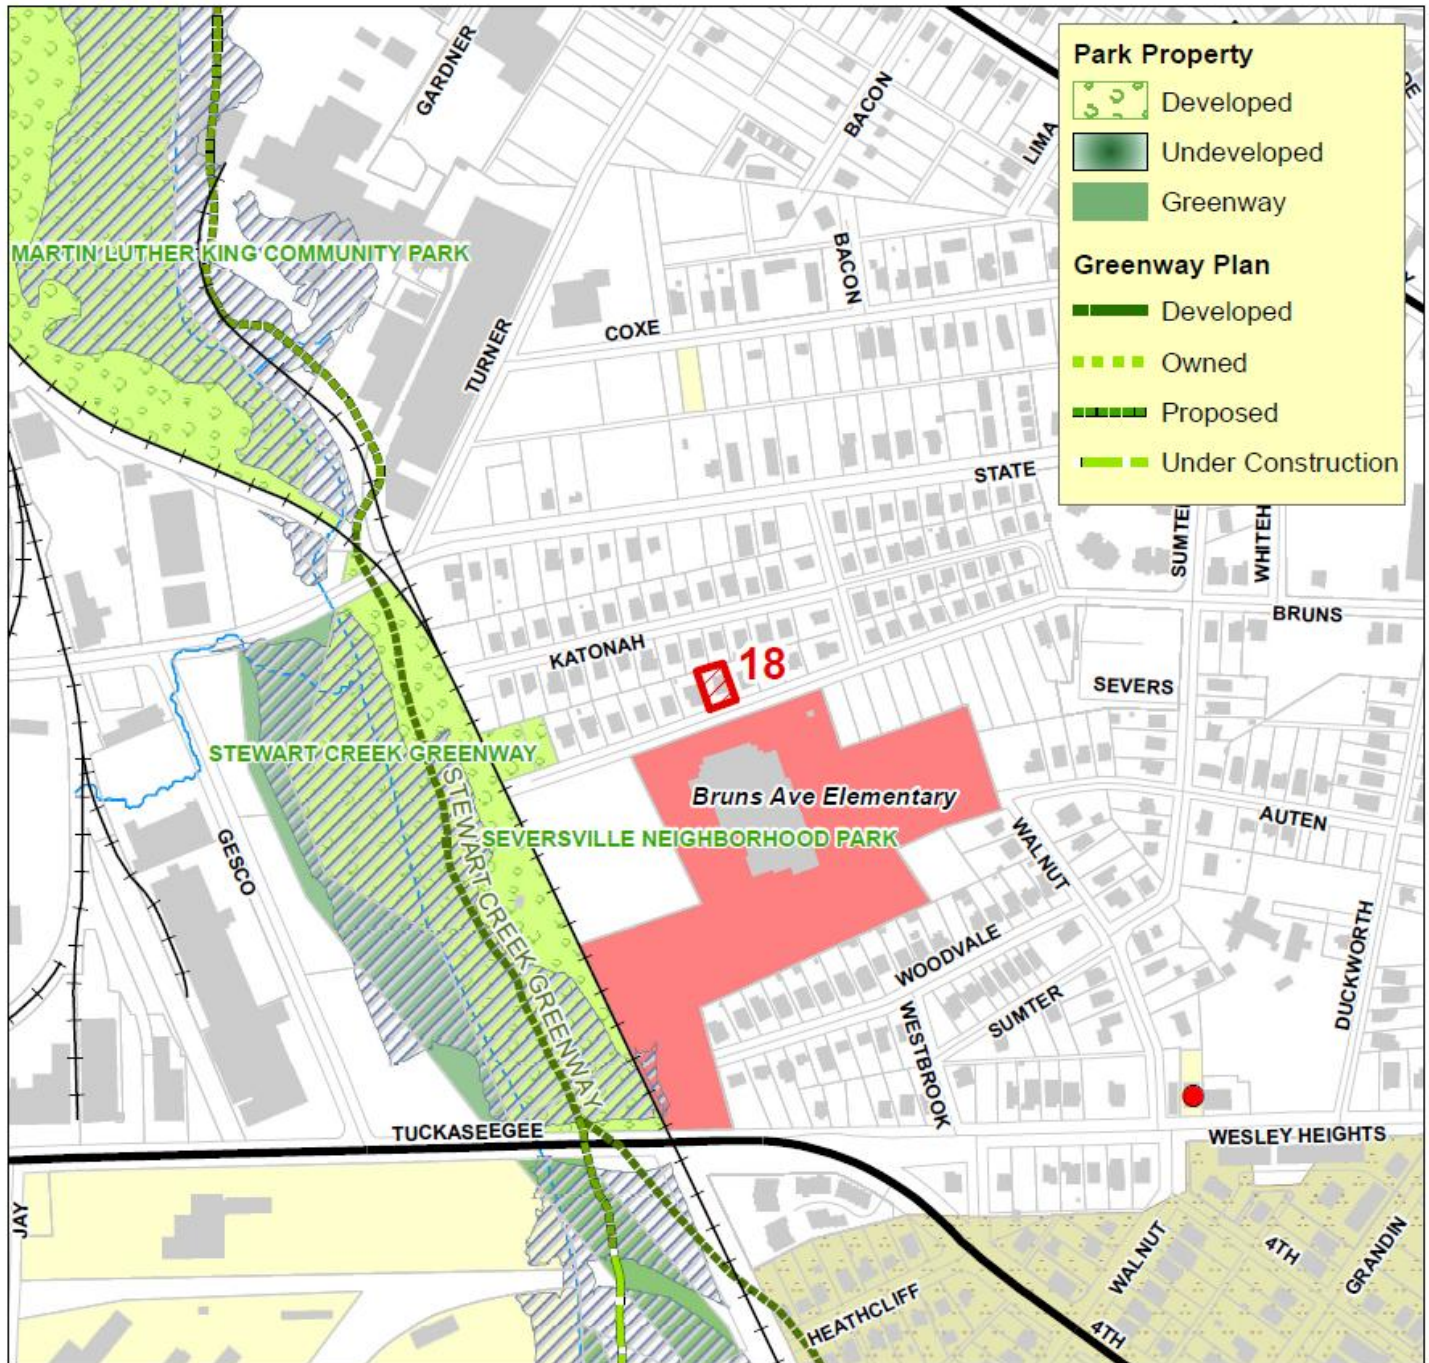 GARDNER
BACON
LIMA
Park Property
Developed
Undeveloped
Greenway
Greenway Plan
Developed
Owned
Proposed
Under Construction
MARTIN LUTHER KING COMMUNITY PARK
BACON
COXE
TURNER
STATE
SUMTER
WHITEH
BRUNS
KATONAH
18
SEVERS
STEWART CREEK GREENWAY
STEWART CREEK GREENWAY
Bruns Ave Elementary
SEVERSVILLE NEIGHBORHOOD PARK
AUTEN
WALNUT
GESCO
WOODVALE
DUCKWORTH
SUMTER
WESTBROOK
TUCKASEEGEE
WESLEY HEIGHTS
JAY
WALNUT
4TH
GRANDIN
HEATHCLIFF
4TH